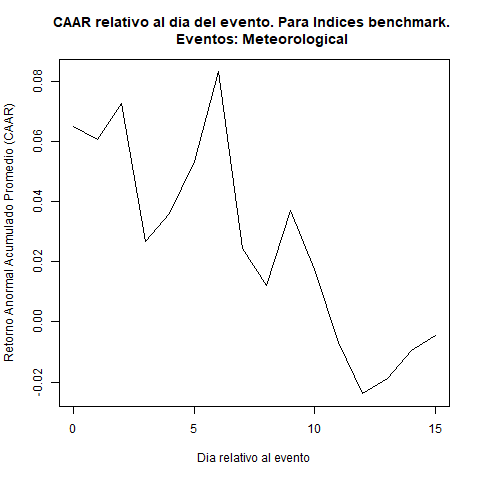 CAAR relativo al dia del evento. Para Indices benchmark.
Eventos: Meteorological
Retorno Anormal Acumulado Promedio (CAAR)
0.08
0.06
0.04
0.02
0.00
-0.02
0 5 10 15
Dia relativo al evento